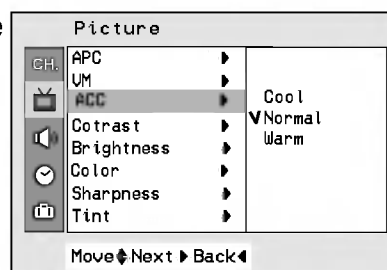 e
Picture
CH.
APC
VM
ACC
Cotrast
Brightness
Color
Sharpness
Tint
Cool
Normal
Warm
Move Next Back